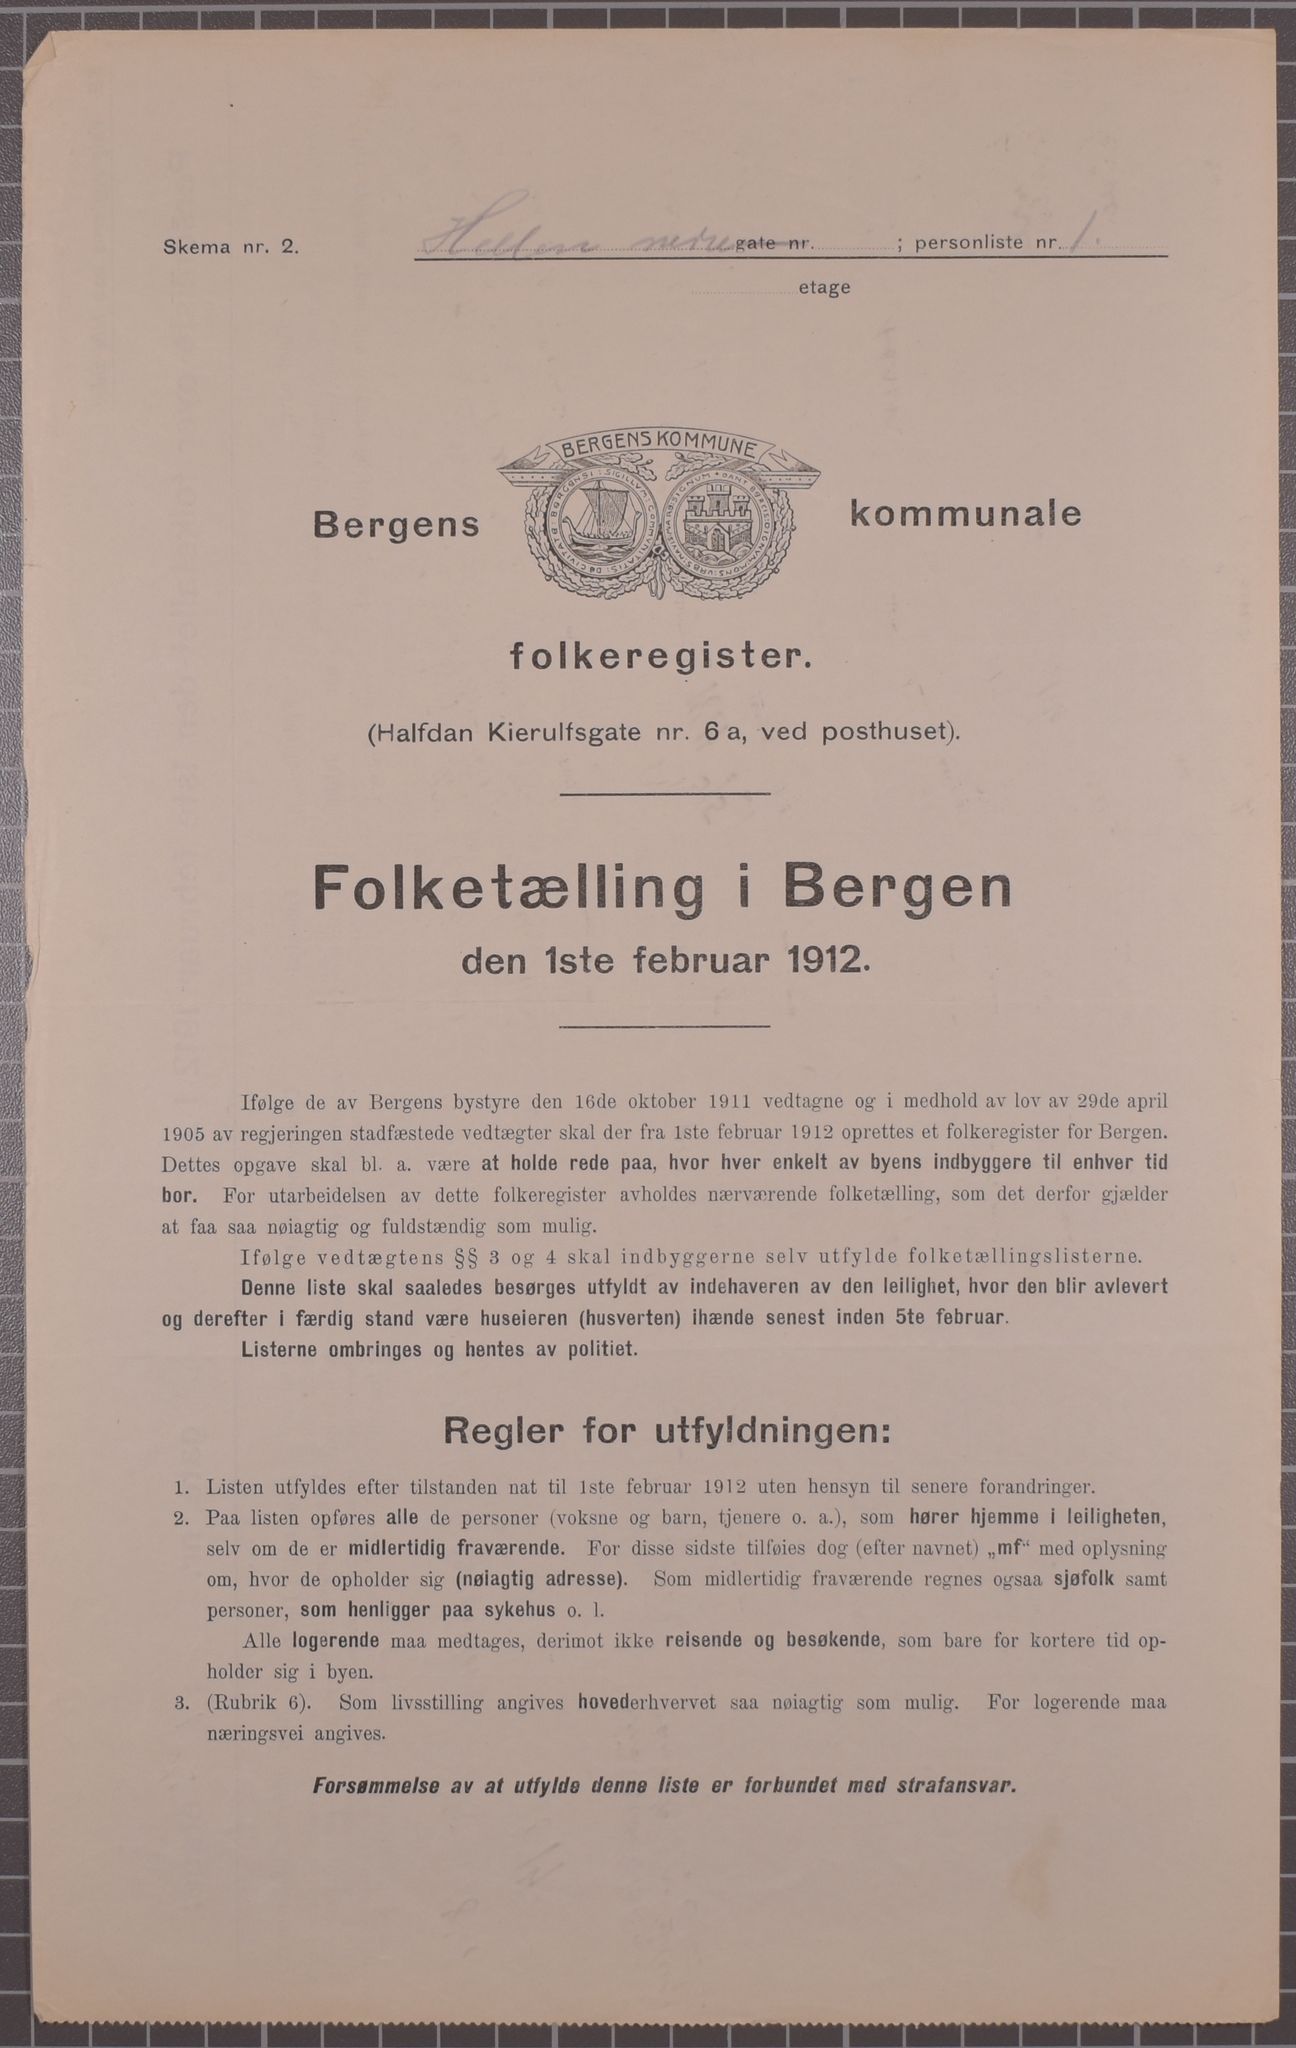 Skema nr. 2. Hellen nedre gate nr. ; personliste nr. 1.
etage
BERGENS KOMMUNE
Bergens kommunale
folkeregister.
(Halfdan Kierulfsgate nr. 6 a, ved posthuset).
Folketælling i Bergen
den 1ste februar 1912.
Ifølge de av Bergens bystyre den 16de oktober 1911 vedtagne og i medhold av lov av 29de april
1905 av regjeringen stadfæstede vedtægter skal der fra 1ste februar 1912 oprettes et folkeregister for Bergen.
Dettes opgave skal bl. a. være at holde rede paa, hvor hver enkelt av byens indbyggere til enhver tid
bor. For utarbeidelsen av dette folkeregister avholdes nærværende folketælling, som det derfor gjælder
at faa saa nøiagtig og fuldstændig som mulig.
Ifølge vedtægtens §§ 3 og 4 skal indbyggerne selv utfylde folketællingslisterne.
Denne liste skal saaledes besørges utfyldt av indehaveren av den leilighet, hvor den blir avlevert
og derefter i færdig stand være huseieren (husverten) ihænde senest inden 5te februar.
Listerne ombringes og hentes av politiet.
Regler for utfyldningen:
1. Listen utfyldes efter tilstanden nat til 1ste februar 1912 uten hensyn til senere forandringer.
2. Paa listen opføres alle de personer (voksne og barn, tjenere o. a.), som hører hjemme i leiligheten,
selv om de er midlertidig fraværende. For disse sidste tilføies dog (efter navnet) „mf“ med oplysning
om, hvor de opholder sig (nøiagtig adresse). Som midlertidig fraværende regnes ogsaa sjøfolk samt
personer, som henligger paa sykehus o. l.
Alle logerende maa medtages, derimot ikke reisende og besøkende, som bare for kortere tid op-
holder sig i byen.
3. (Rubrik 6). Som livsstilling angives hovederhvervet saa nøiagtig som mulig. For logerende maa
næringsvei angives.
Forsømmelse av at utfylde denne liste er forbundet med strafansvar.